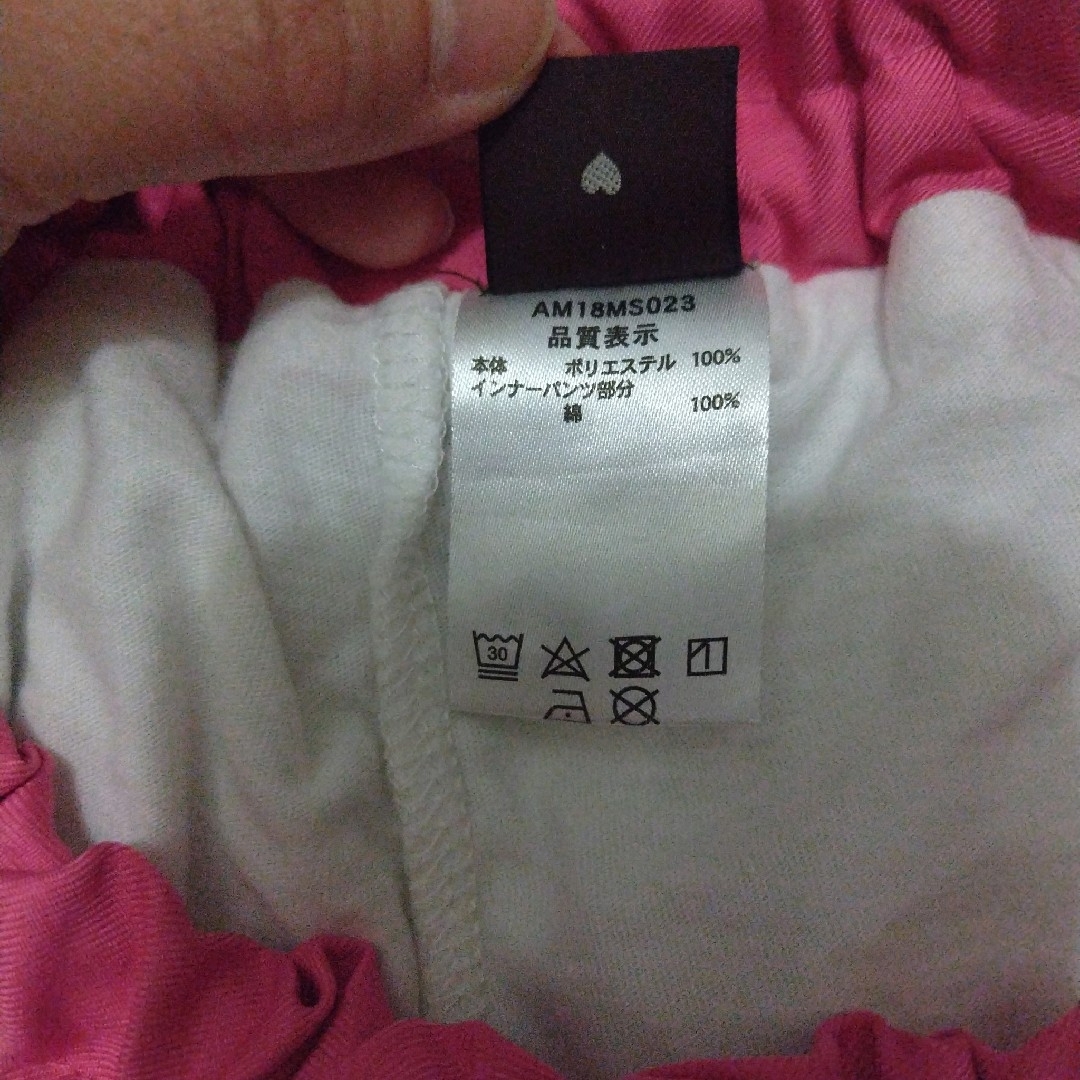 AM18MS023
品質表示
本体 ポリエステル 100%
インナーパンツ部分
綿 100%
30